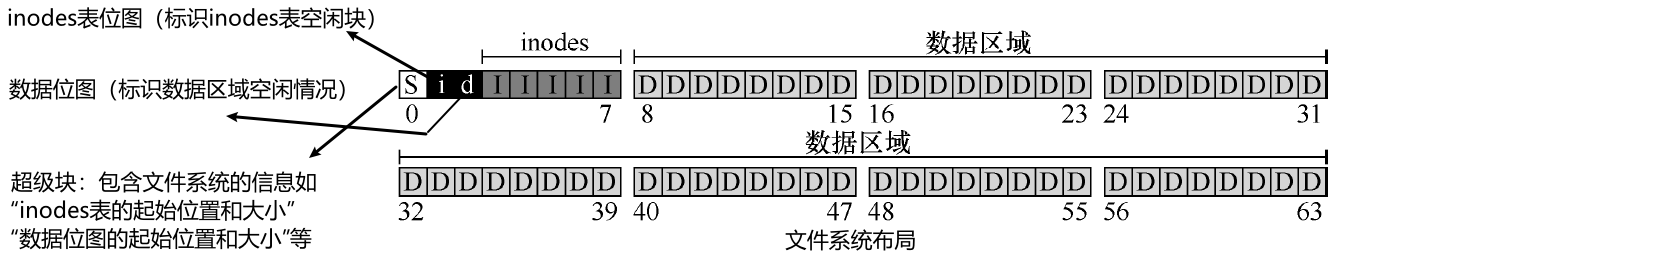 inodes表位图（标识inodes表空闲块）
inodes
数据区域
数据位图（标识数据区域空闲情况）
S i d I I I I I D D D D D D D D D D D D D D D D D D D D D D D D
0 7 8 15 16 23 24 31
数据区域
超级块：包含文件系统的信息如
“inodes表的起始位置和大小”
“数据位图的起始位置和大小”等
D D D D D D D D D D D D D D D D D D D D D D D D D D D D D D D D
32 39 40 47 48 55 56 63
文件系统布局